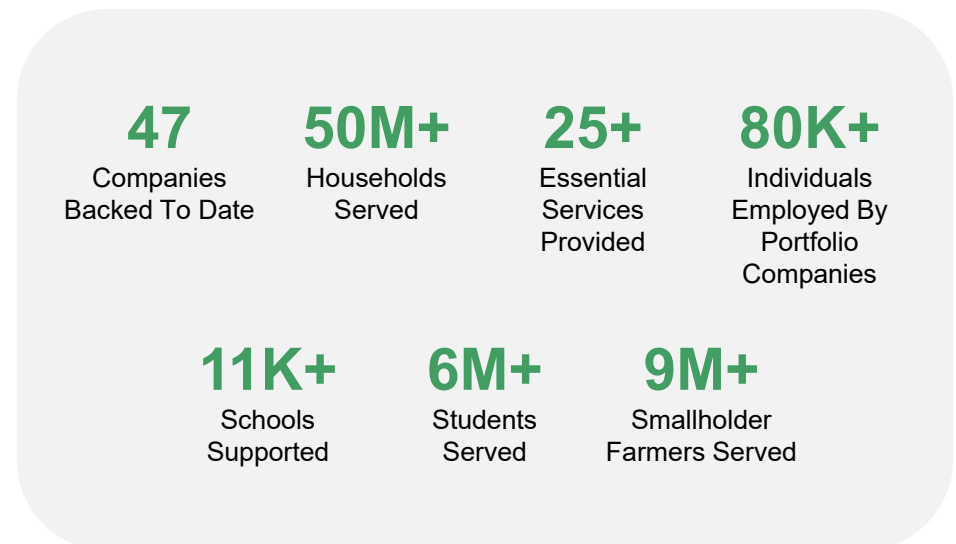 47
Companies
Backed To Date
50M+
Households
Served
25+
Essential
Services
Provided
80K+
Individuals
Employed By
Portfolio
Companies
11K+
Schools
Supported
6M+
Students
Served
9M+
Smallholder
Farmers Served